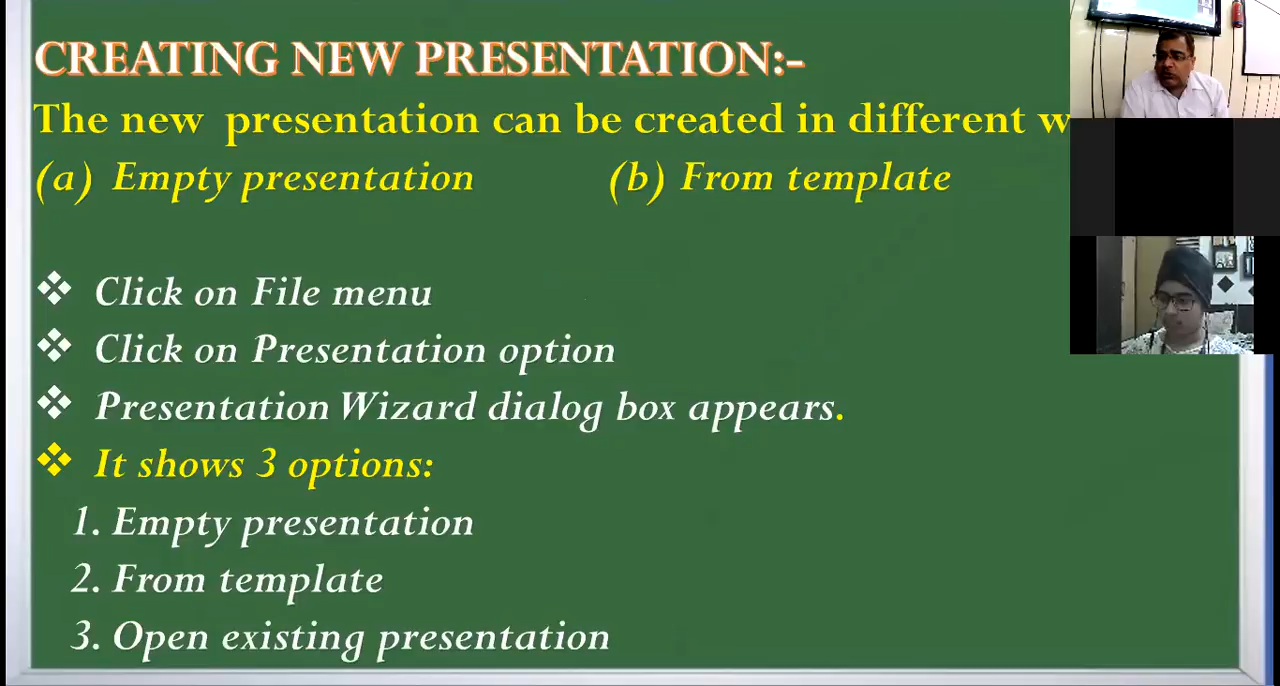 CREATING NEW PRESENTATION:-
The new presentation can be created in different
(a) Empty presentation (b) From template
❖ Click on File menu
❖ Click on Presentation option
❖ Presentation Wizard dialog box appears.
❖ It shows 3 options:
1. Empty presentation
2. From template
3. Open existing presentation